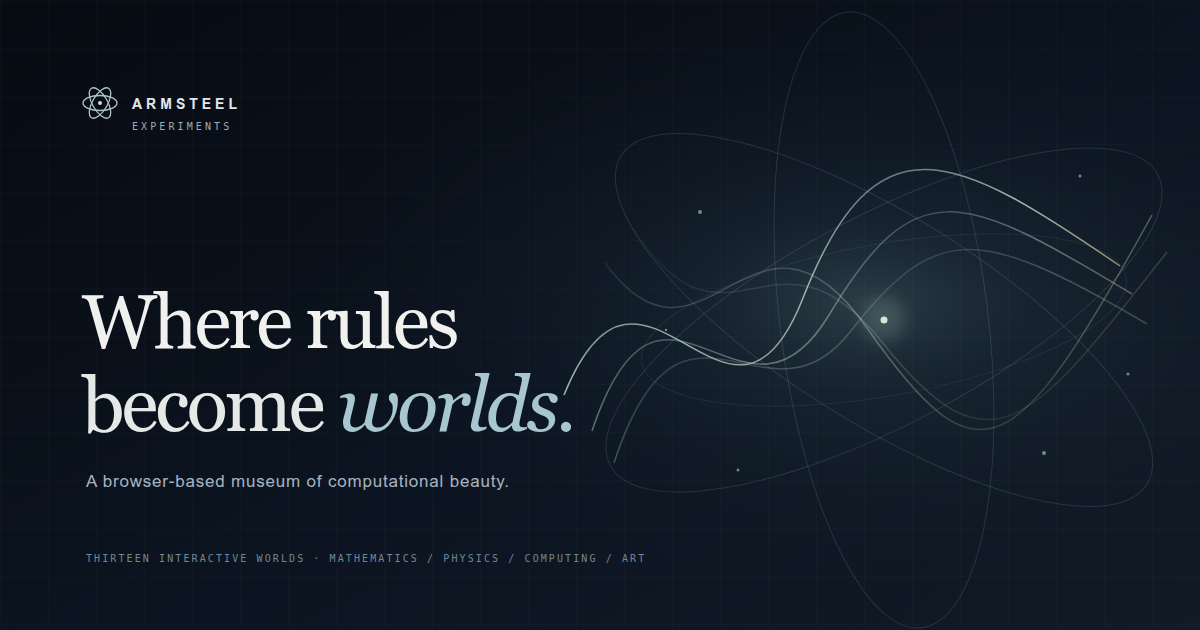 ARMSTEEL
EXPERIMENTS
Where rules
become worlds.
A browser-based museum of computational beauty.
THIRTEEN INTERACTIVE WORLDS · MATHEMATICS / PHYSICS / COMPUTING / ART